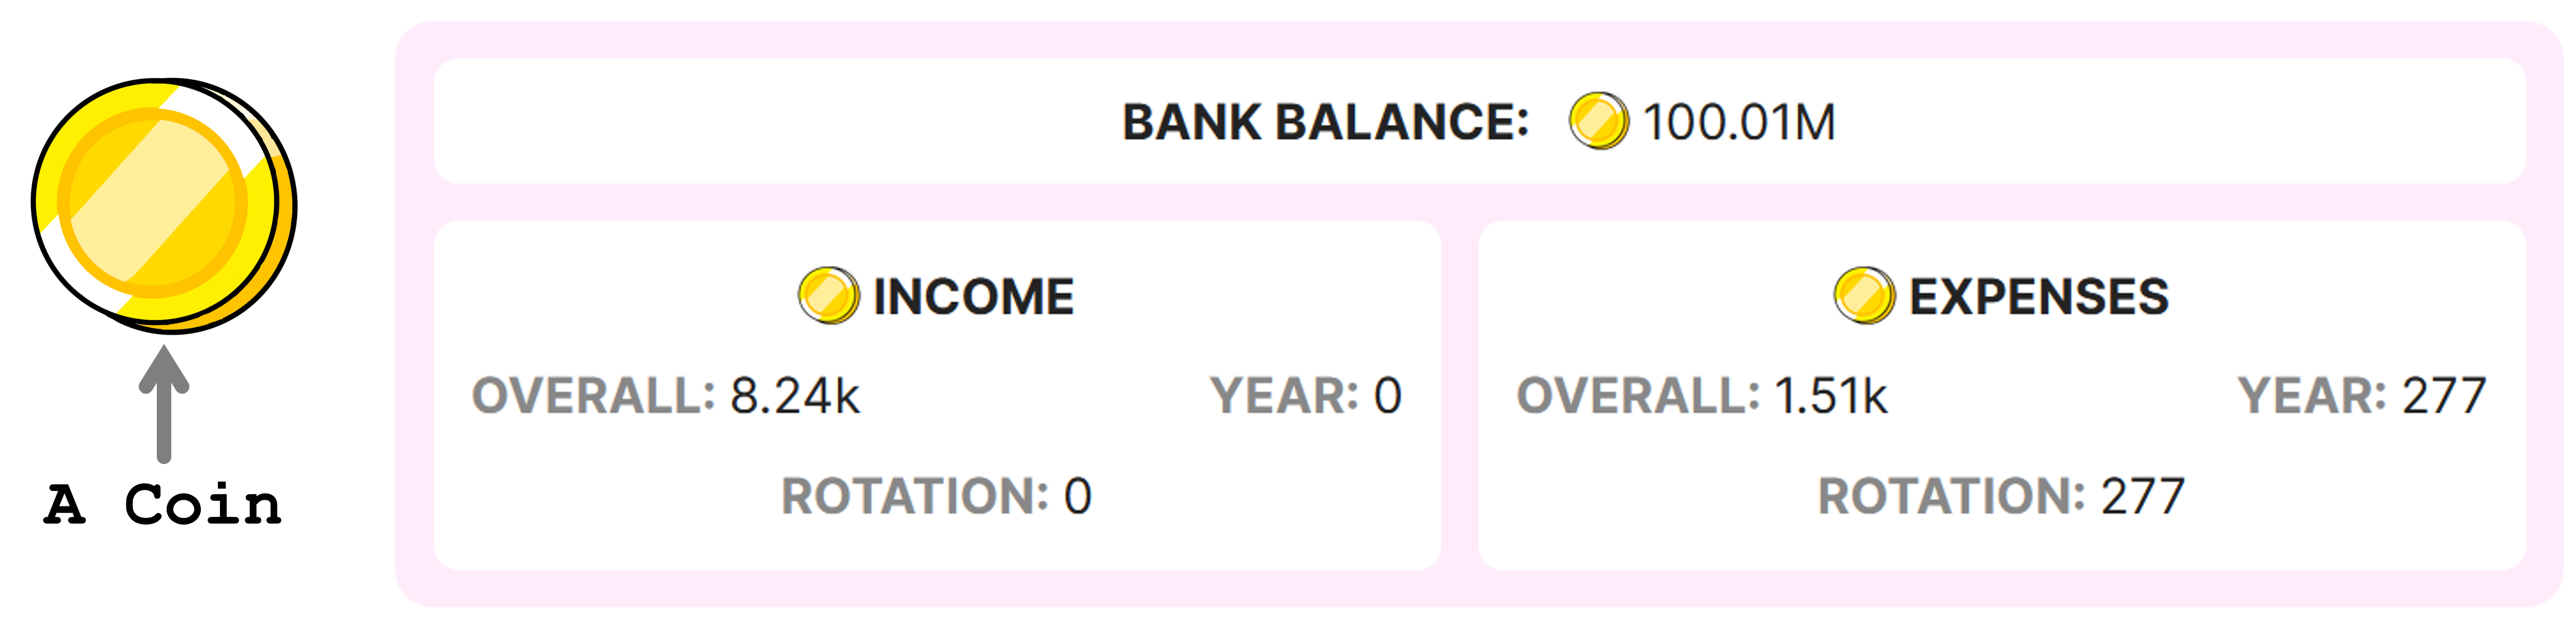 BANK BALANCE: 100.01M
INCOME
OVERALL: 8.24k YEAR: 0
ROTATION: 0
EXPENSES
OVERALL: 1.51k YEAR: 277
ROTATION: 277
A Coin